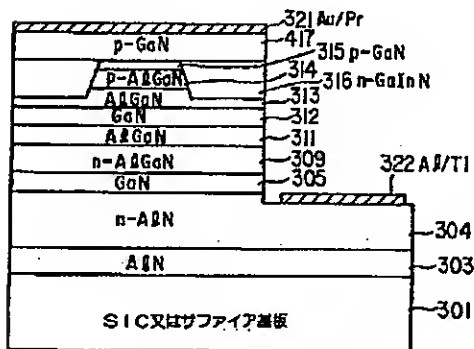 321 Au/Pr
p-GaN
417
315 p-GaN
p-AlGaN
314
316 n-GaInN
AlGaN
313
GaN
312
AlGaN
311
n-AlGaN
309
322 Al/Ti
GaN
305
n-AlN
304
AlN
303
SIC又はサファイア基板
301